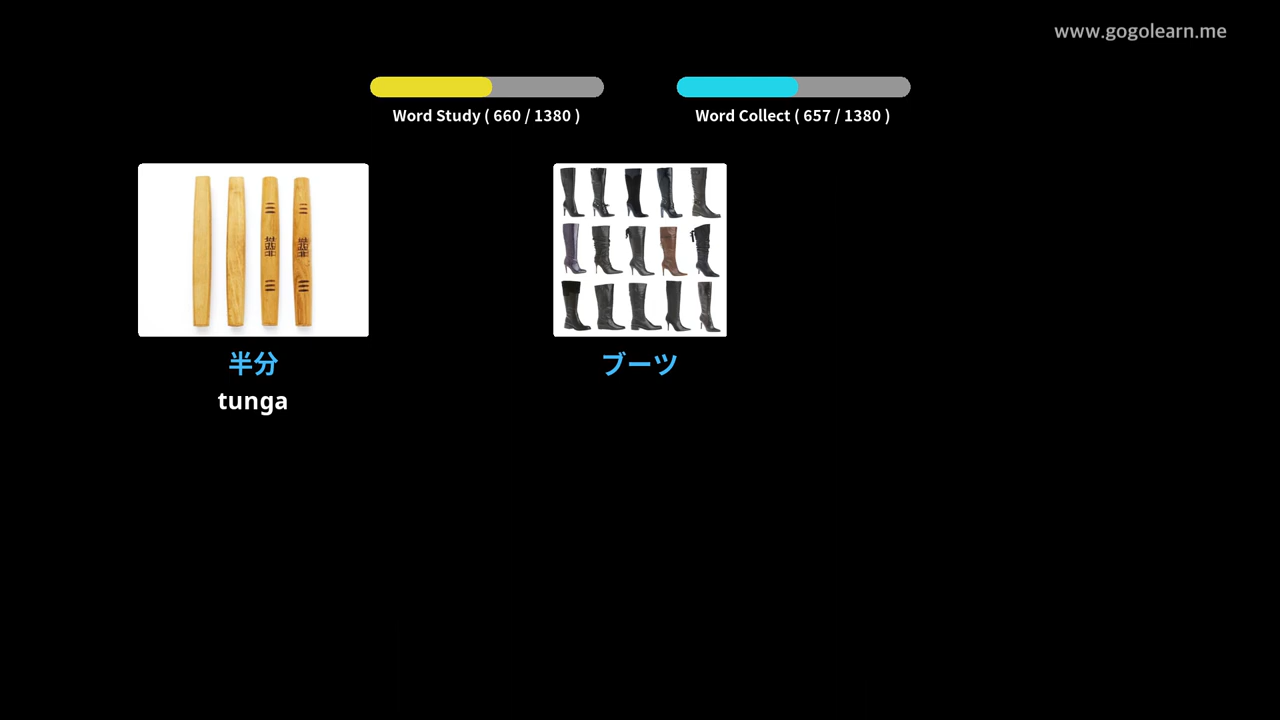 www.gogolearn.me
Word Study ( 660 / 1380 )
Word Collect ( 657 / 1380 )
半分
tunga
ブーツ